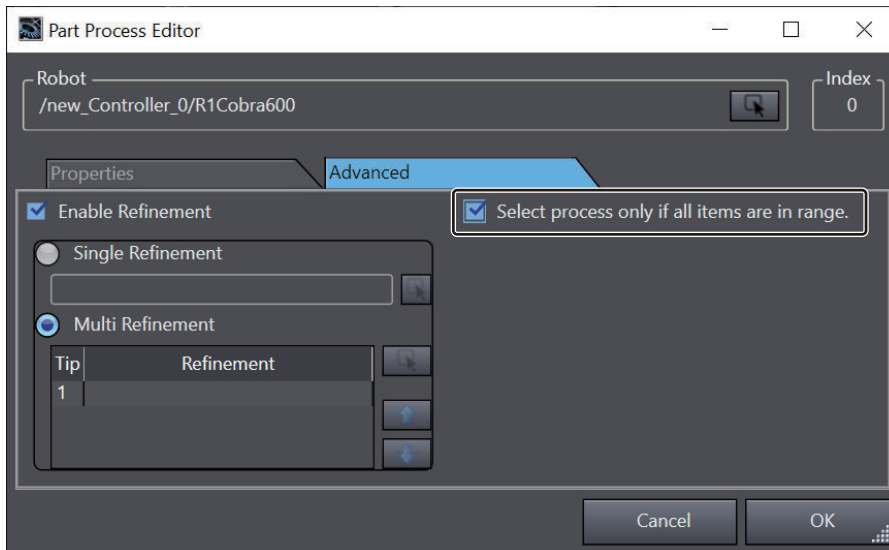 Part Process Editor
Robot
/new_Controller_0/R1Cobra600
Index
0
Properties
Advanced
Enable Refinement
Select process only if all items are in range.
Single Refinement
Multi Refinement
Tip Refinement
1
Cancel
OK